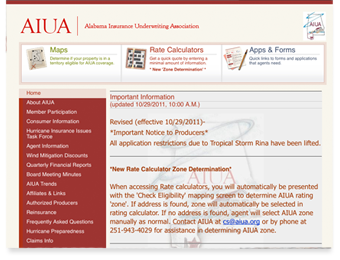 AIUA Alabama Insurance Underwriting Association
AIUA
Maps
Determine if your property is in a
territory eligible for AIUA coverage.
Rate Calculators
Get a quick quote by entering a
minimal amount of information.
*New 'Zone Determination'*
Apps & Forms
Quick links to forms and applications
that agents need.
Home
About AIUA
Member Participation
Consumer Information
Hurricane Insurance Issues
Task Force
Agent Information
Wind Mitigation Discounts
Quarterly Financial Reports
Board Meeting Minutes
AIUA Trends
Affiliates & Links
Authorized Producers
Reinsurance
Frequently Asked Questions
Hurricane Preparedness
Claims Info
Important Information
(updated 10/29/2011, 10:00 A.M.)
Revised (effective 10/29/2011)-
*Important Notice to Producers*
All application restrictions due to Tropical Storm Rina have been lifted.
*New Rate Calculator Zone Determination*
When accessing Rate calculators, you will automatically be presented
with the 'Check Eligibility' mapping screen to determine AIUA rating
'zone'. If address is found, zone will automatically be selected in
rating calculator. If no address is found, agent will select AIUA zone
manually as normal. Contact AIUA at cs@aiua.org or by phone at
251-943-4029 for assistance in determining AIUA zone.